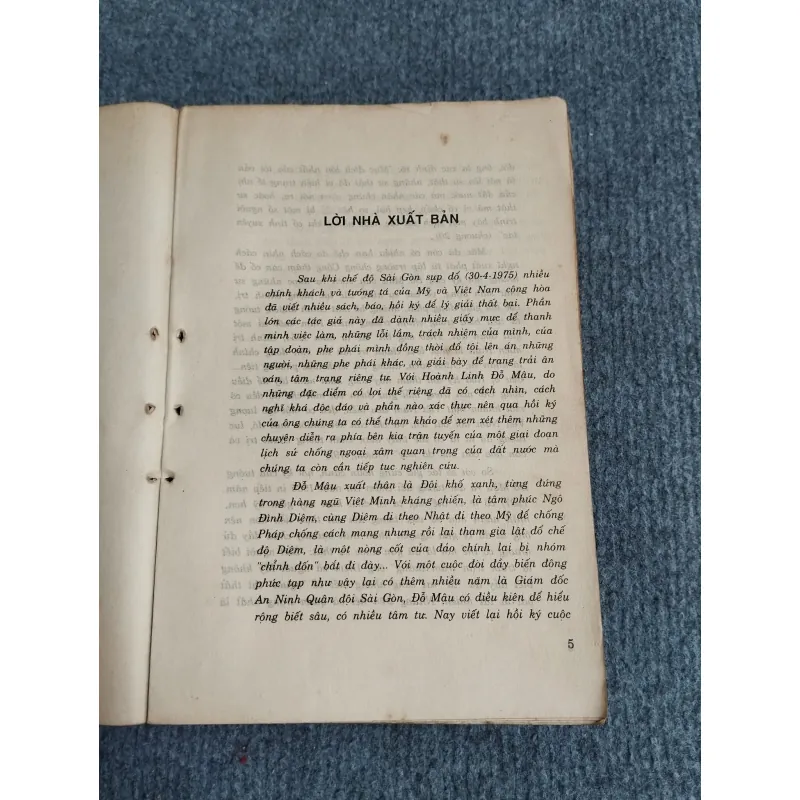 LỜI NHÀ XUẤT BẢN
Sau khi chế độ Sài Gòn sụp đổ (30-4-1975) nhiều
chính khách và tướng tá của Mỹ và Việt Nam cộng hòa
đã viết nhiều sách, báo, hồi ký để lý giải thất bại. Phần
lớn các tác giả này đã dành nhiều giấy mực để thanh
minh việc làm, những lỗi lầm, trách nhiệm của mình, của
tập đoàn, phe phái mình đồng thời đổ tội lên án những
người, những phe phái khác, và giải bày để trang trải ân
oán, tâm trạng riêng tư. Với Hoành Linh Đỗ Mậu, do
những đặc điểm có lợi thế riêng đã có cách nhìn, cách
nghĩ khá độc đáo và phần nào xác thực nên qua hồi ký
của ông chúng ta có thể tham khảo để xem xét thêm những
chuyện diễn ra phía bên kia trận tuyến của một giai đoạn
lịch sử chống ngoại xâm quan trọng của đất nước mà
chúng ta còn cần tiếp tục nghiên cứu.
Đỗ Mậu xuất thân là Đội khố xanh, từng đứng
trong hàng ngũ Việt Minh kháng chiến, là tâm phúc Ngô
Đình Diệm, cùng Diệm đi theo Nhật đi theo Mỹ để chống
Pháp chống cách mạng nhưng rồi lại tham gia lật đổ chế
độ Diệm, là một nòng cốt của đảo chính lại bị nhóm
"chỉnh đốn" bắt đi đày... Với một cuộc đời đầy biến động
phức tạp như vậy lại có thêm nhiều năm là Giám đốc
An Ninh Quân đội Sài Gòn, Đỗ Mậu có điều kiện để hiểu
rộng biết sâu, có nhiều tâm tư. Nay viết lại hồi ký cuộc
5